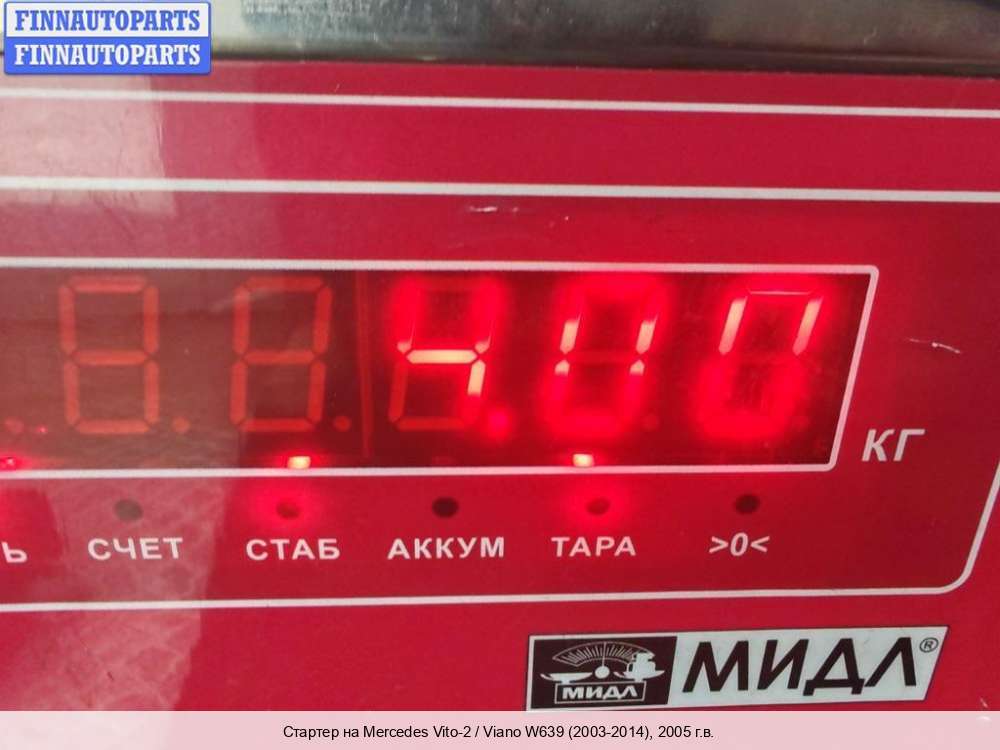 FINNAUTOPARTS
FINNAUTOPARTS
4.00
КГ
Ь СЧЕТ СТАБ АККУМ ТАРА >0<
МИДЛ МИДЛ®
Стартер на Mercedes Vito-2 / Viano W639 (2003-2014), 2005 г.в.